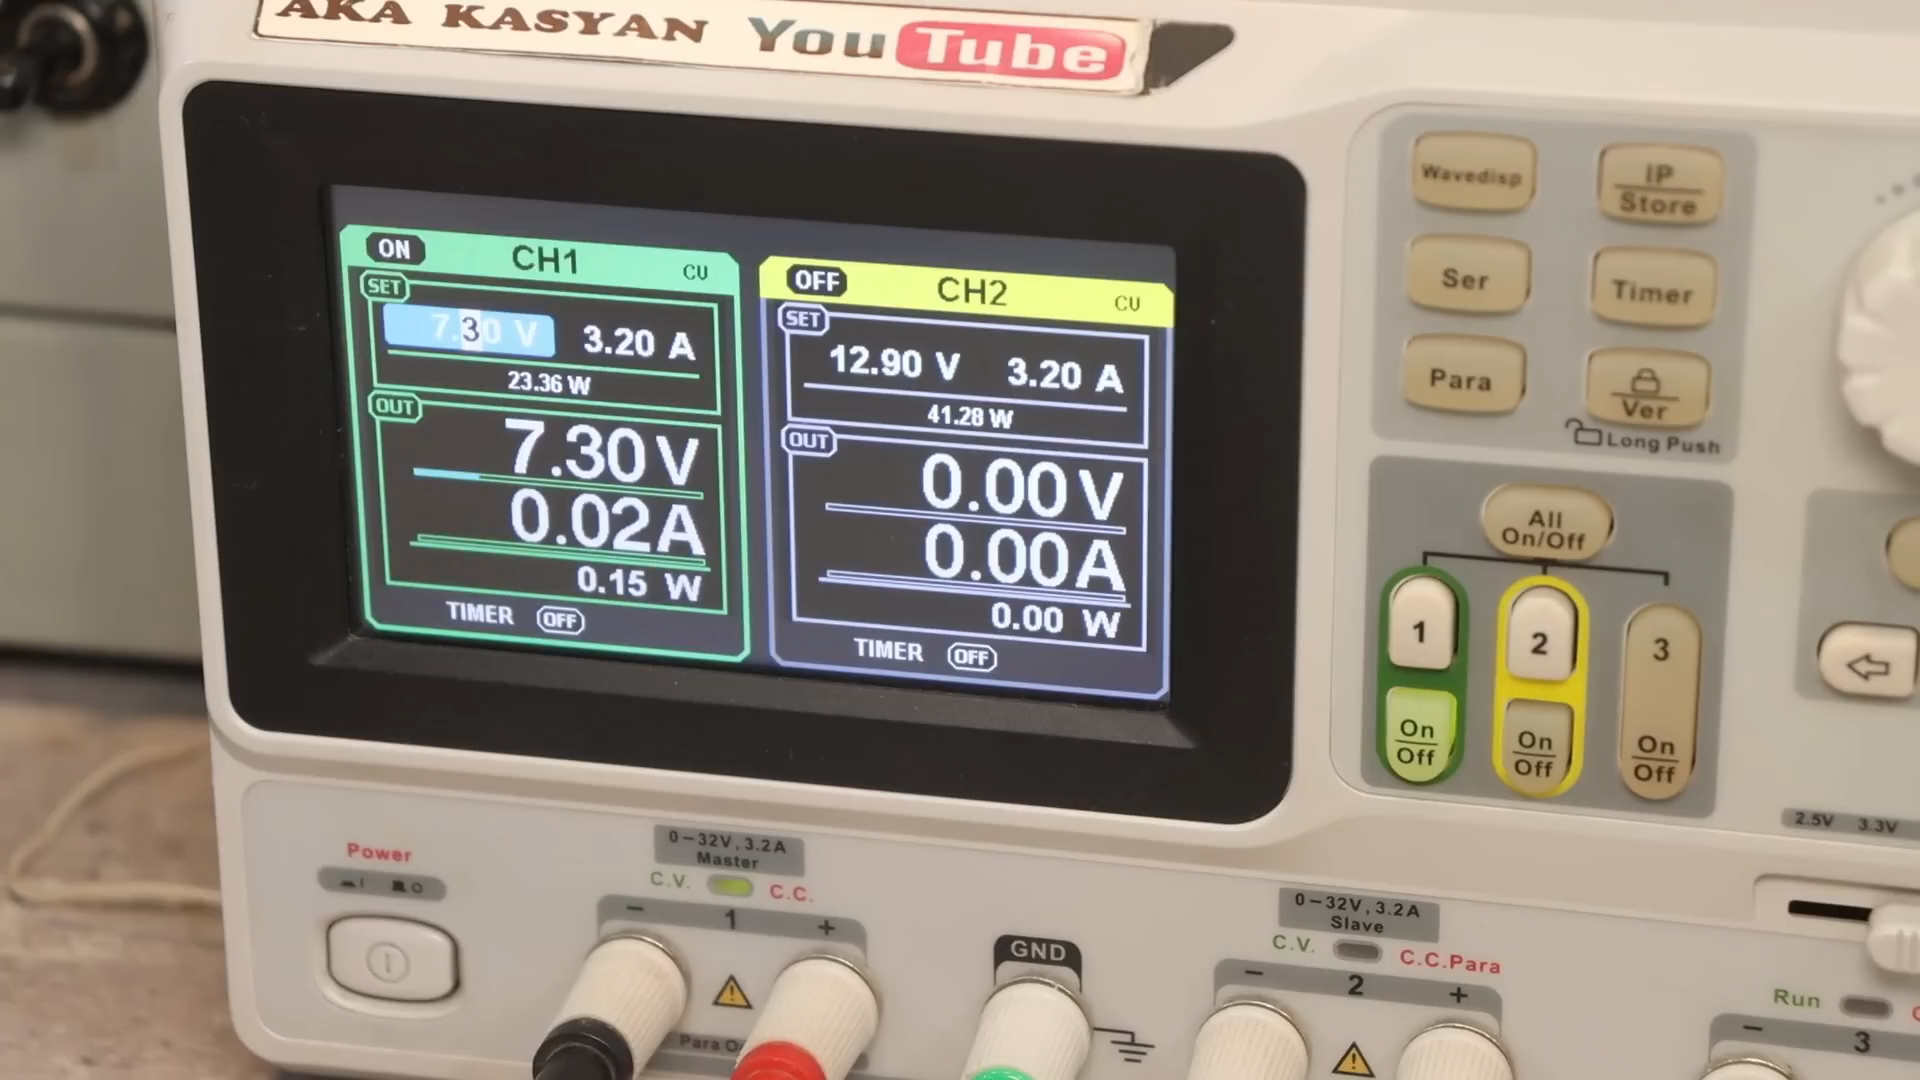 AKA KASYAN YouTube
ON CH1 CV
SET
7.30 V 3.20 A
23.36 W
OUT
7.30 V
0.02 A
0.15 W
TIMER OFF
OFF CH2 CV
SET
12.90 V 3.20 A
41.28 W
OUT
0.00 V
0.00 A
0.00 W
TIMER OFF
Wavedisp
IP
Store
Ser
Timer
Para
Ver
Long Push
All
On/Off
1
2
3
On
Off
On
Off
On
Off
2.5V 3.3V
Power
0-32V, 3.2A
Master
C.V. C.C.
- 1 +
GND
0-32V, 3.2A
Slave
C.V. C.C.Para
- 2 +
Run
- 3
Para